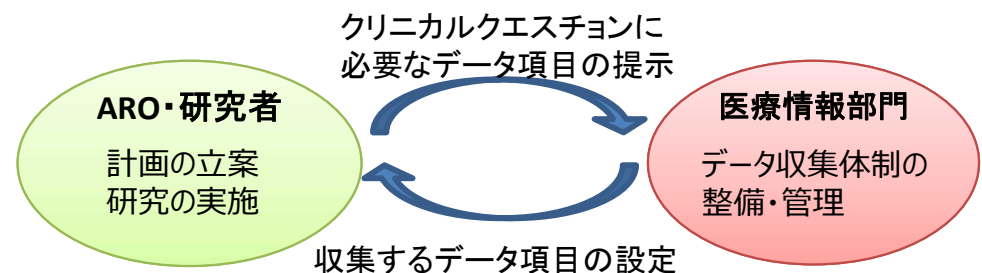 クリニカルクエスチョンに
必要なデータ項目の提示
ARO・研究者
計画の立案
研究の実施
医療情報部門
データ収集体制の
整備・管理
収集するデータ項目の設定